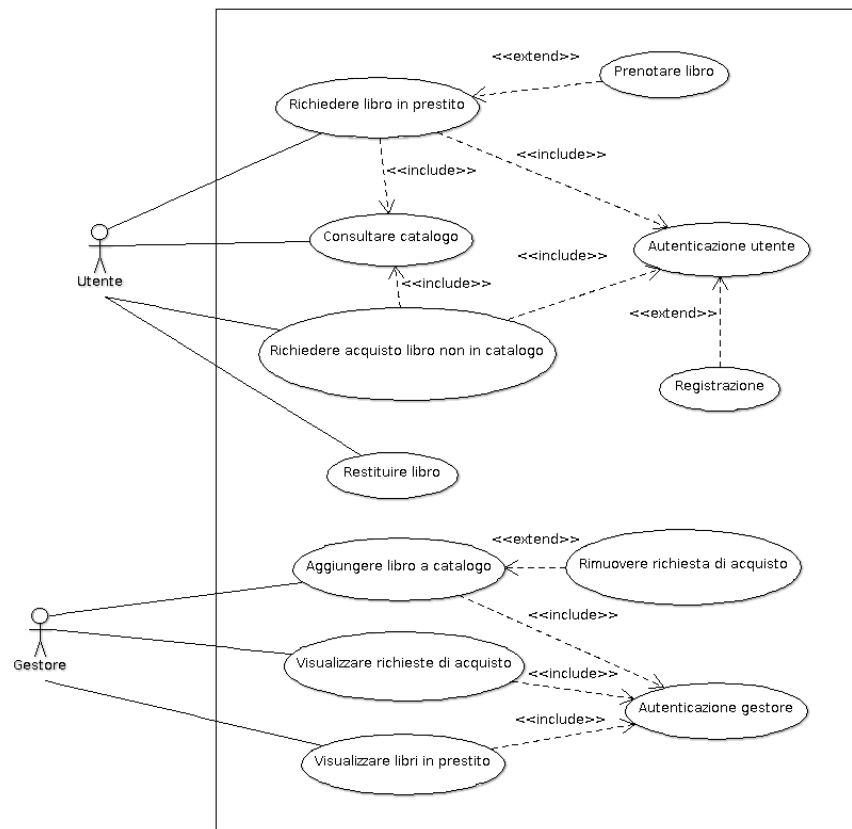 <<extend>>
Prenotare libro
Richiedere libro in prestito
<<include>>
<<include>>
Consultare catalogo
Autenticazione utente
<<include>>
Utente
<<include>>
<<extend>>
Richiedere acquisto libro non in catalogo
Registrazione
Restituire libro
<<extend>>
Aggiungere libro a catalogo
Rimuovere richiesta di acquisto
<<include>>
Gestore
Visualizzare richieste di acquisto
<<include>>
Autenticazione gestore
<<include>>
Visualizzare libri in prestito